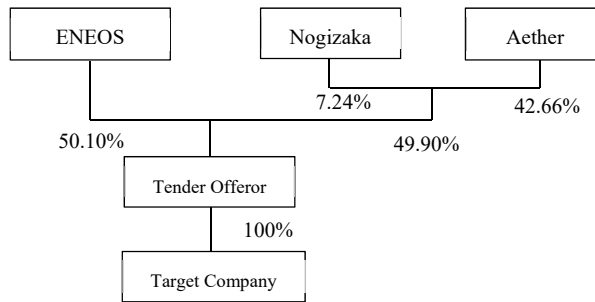 ENEOS
Nogizaka
Aether
7.24%
42.66%
50.10%
49.90%
Tender Offeror
100%
Target Company